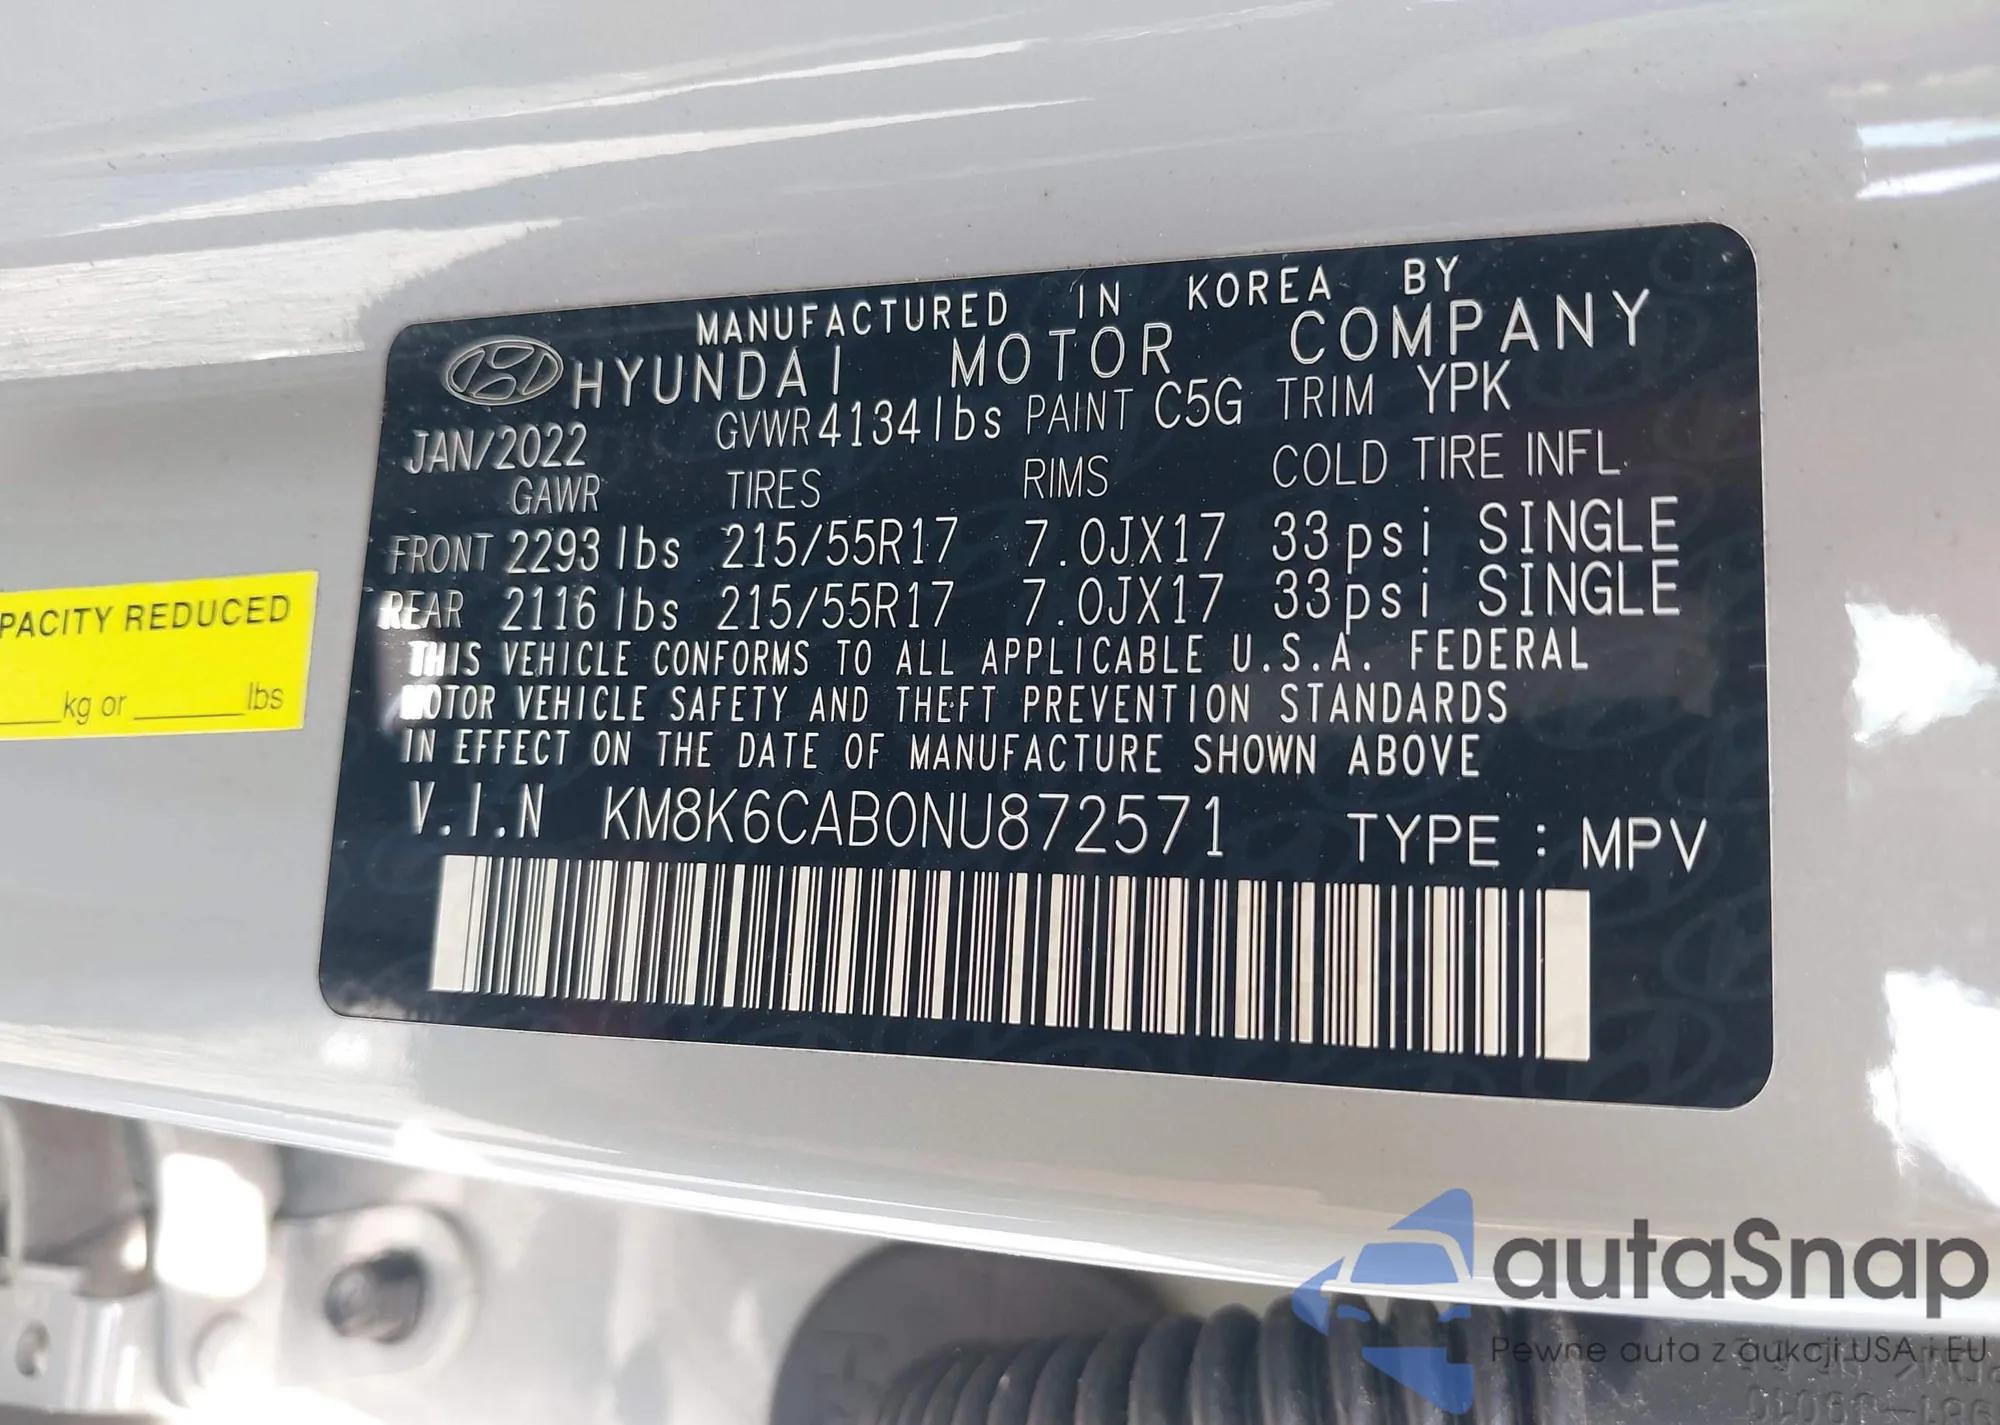 MANUFACTURED IN KOREA BY
HYUNDAI MOTOR COMPANY
JAN/2022 GVWR 4134 lbs PAINT C5G TRIM YPK
GAWR TIRES RIMS COLD TIRE INFL.
FRONT 2293 lbs 215/55R17 7.0JX17 33psi SINGLE
REAR 2116 lbs 215/55R17 7.0JX17 33psi SINGLE
THIS VEHICLE CONFORMS TO ALL APPLICABLE U.S.A. FEDERAL
MOTOR VEHICLE SAFETY AND THEFT PREVENTION STANDARDS
IN EFFECT ON THE DATE OF MANUFACTURE SHOWN ABOVE
V.I.N KM8K6CAB0NU872571 TYPE : MPV
PACITY REDUCED
____kg or ______lbs
autaSnap
Pewne auta z aukcji USA i EU